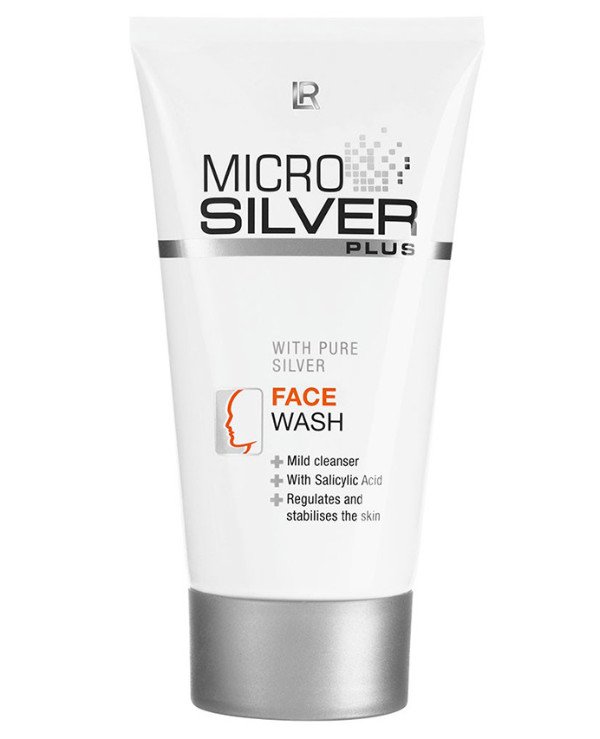 LR
MICRO
SILVER
PLUS
WITH PURE
SILVER
FACE
WASH
+ Mild cleanser
+ With Salicylic Acid
+ Regulates and
stabilises the skin